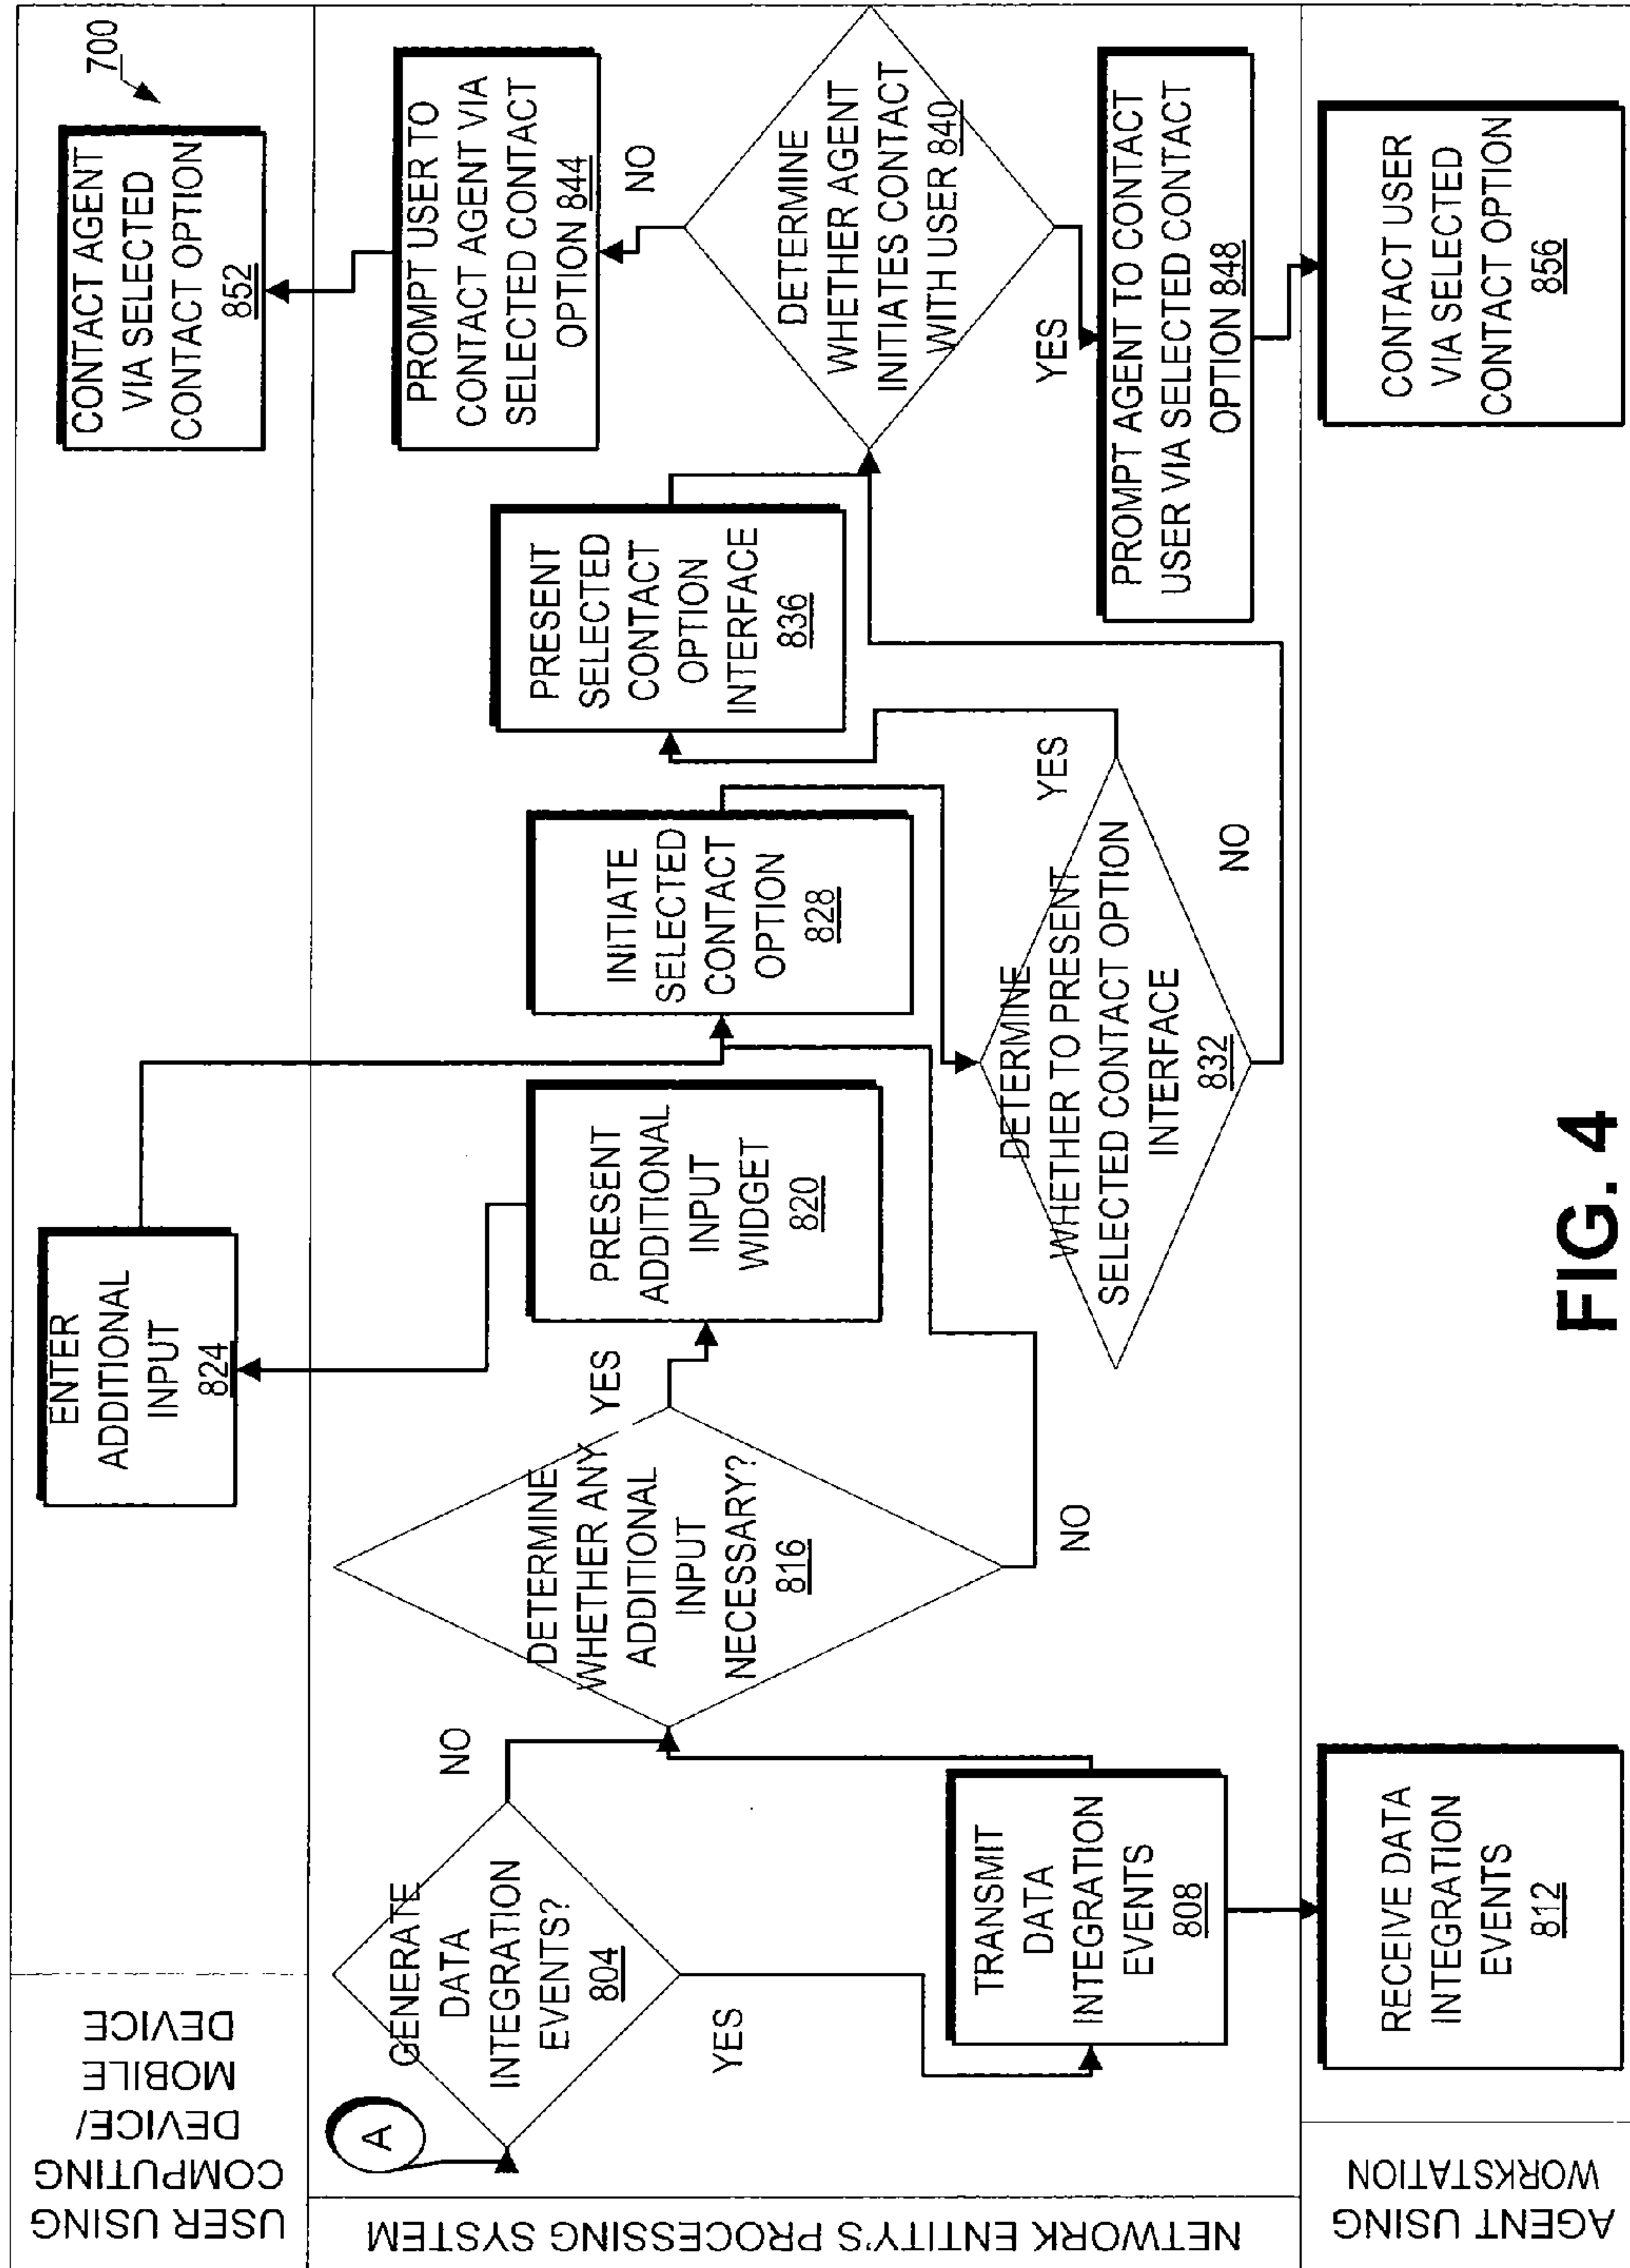 700
USER USING
COMPUTING
DEVICE/
MOBILE
DEVICE
ENTER
ADDITIONAL
INPUT
824
CONTACT AGENT
VIA SELECTED
CONTACT OPTION
852
NETWORK ENTITY'S PROCESSING SYSTEM
A
GENERATE
DATA
INTEGRATION
EVENTS?
804
NO
YES
TRANSMIT
DATA
INTEGRATION
EVENTS
808
DETERMINE
WHETHER ANY
ADDITIONAL
INPUT
NECESSARY?
816
YES
NO
PRESENT
ADDITIONAL
INPUT
WIDGET
820
INITIATE
SELECTED
CONTACT
OPTION
828
DETERMINE
WHETHER TO PRESENT
SELECTED CONTACT OPTION
INTERFACE
832
YES
NO
PRESENT
SELECTED
CONTACT
OPTION
INTERFACE
836
DETERMINE
WHETHER AGENT
INITIATES CONTACT
WITH USER 840
NO
YES
PROMPT USER TO
CONTACT AGENT VIA
SELECTED CONTACT
OPTION 844
PROMPT AGENT TO CONTACT
USER VIA SELECTED CONTACT
OPTION 848
AGENT USING
WORKSTATION
RECEIVE DATA
INTEGRATION
EVENTS
812
CONTACT USER
VIA SELECTED
CONTACT OPTION
856
FIG. 4